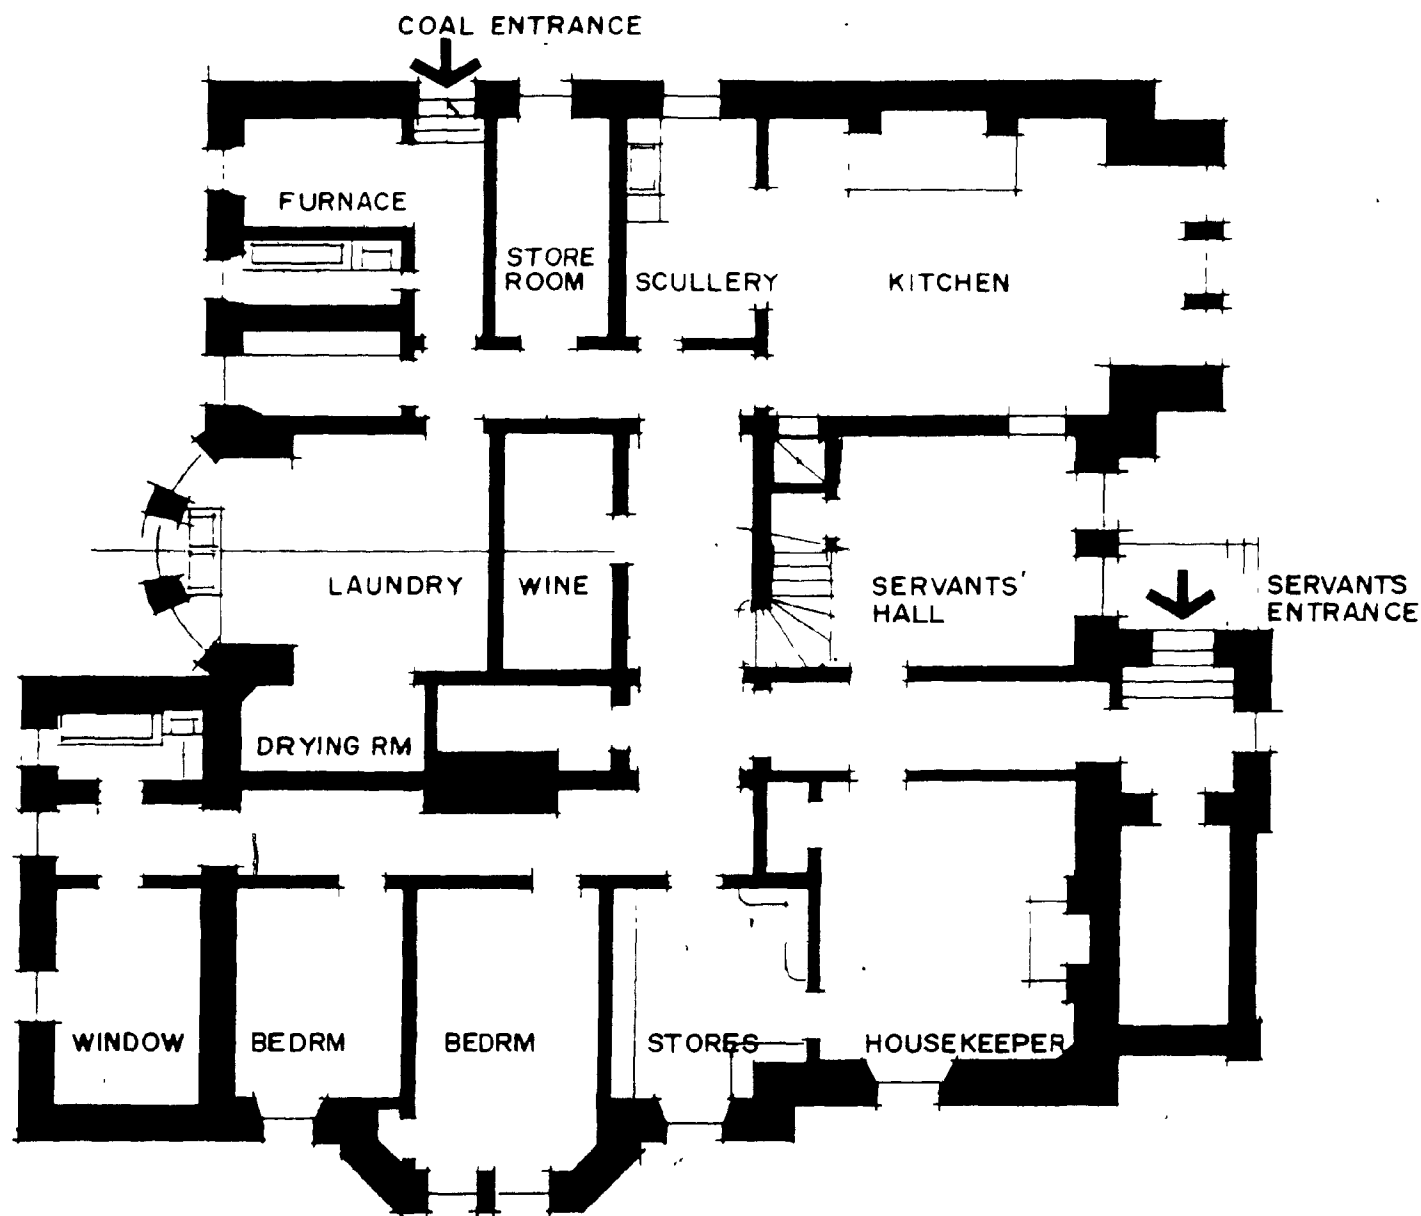 COAL ENTRANCE
FURNACE
STORE
ROOM
SCULLERY
KITCHEN
LAUNDRY
WINE
SERVANTS'
HALL
SERVANTS
ENTRANCE
DRYING RM
WINDOW
BEDRM
BEDRM
STORES
HOUSEKEEPER